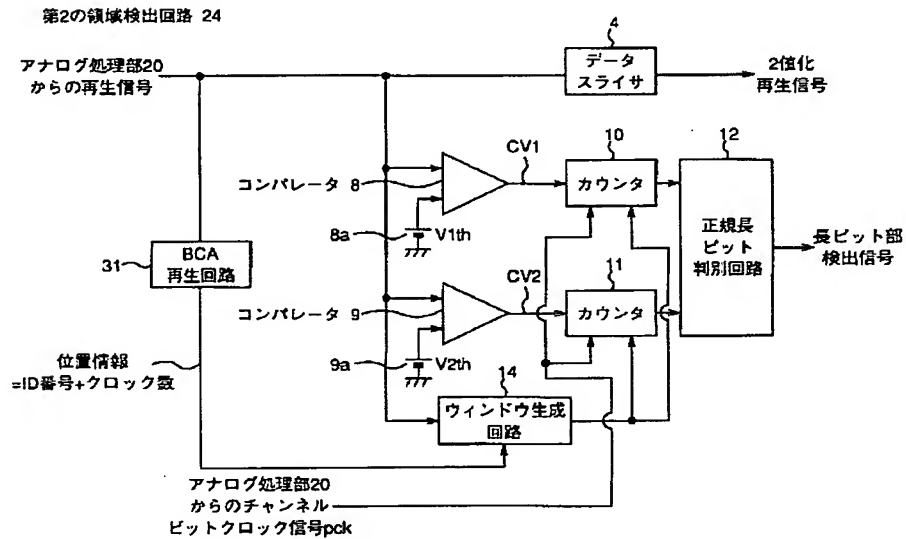 第2の領域検出回路 24
アナログ処理部20
からの再生信号
4
データ
スライサ
2値化
再生信号
CV1
10
カウンタ
12
正規長
ピット
判別回路
長ピット部
検出信号
コンパレータ 8
8a
V1th
31
BCA
再生回路
CV2
11
カウンタ
コンパレータ 9
9a
V2th
位置情報
=ID番号+クロック数
14
ウィンドウ生成
回路
アナログ処理部20
からのチャンネル
ビットクロック信号pck